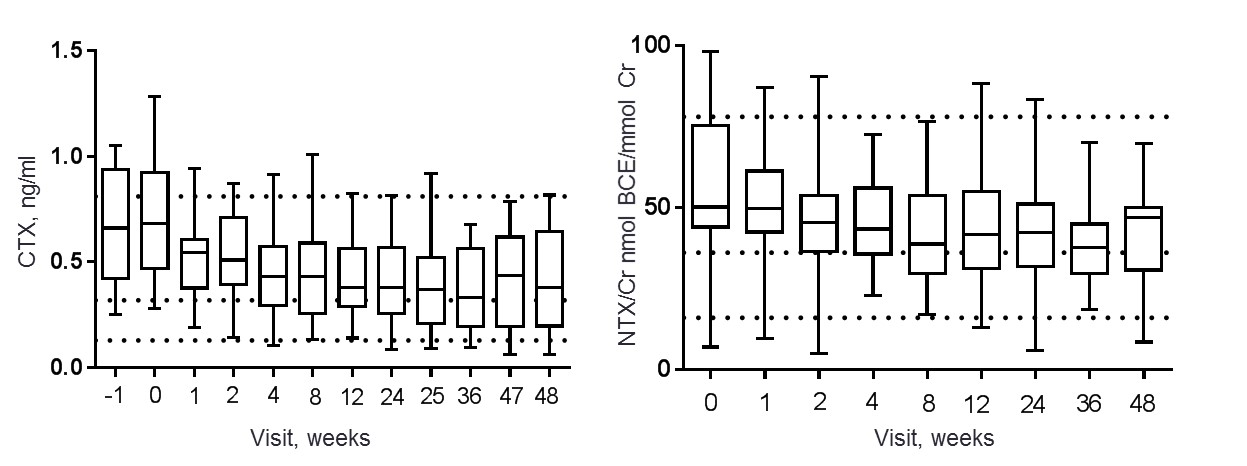 CTX, ng/ml
1.5
1.0
0.5
0.0
-1 0 1 2 4 8 12 24 25 36 47 48
Visit, weeks
NTX/Cr nmol BCE/mmol Cr
100
50
0
0 1 2 4 8 12 24 36 48
Visit, weeks